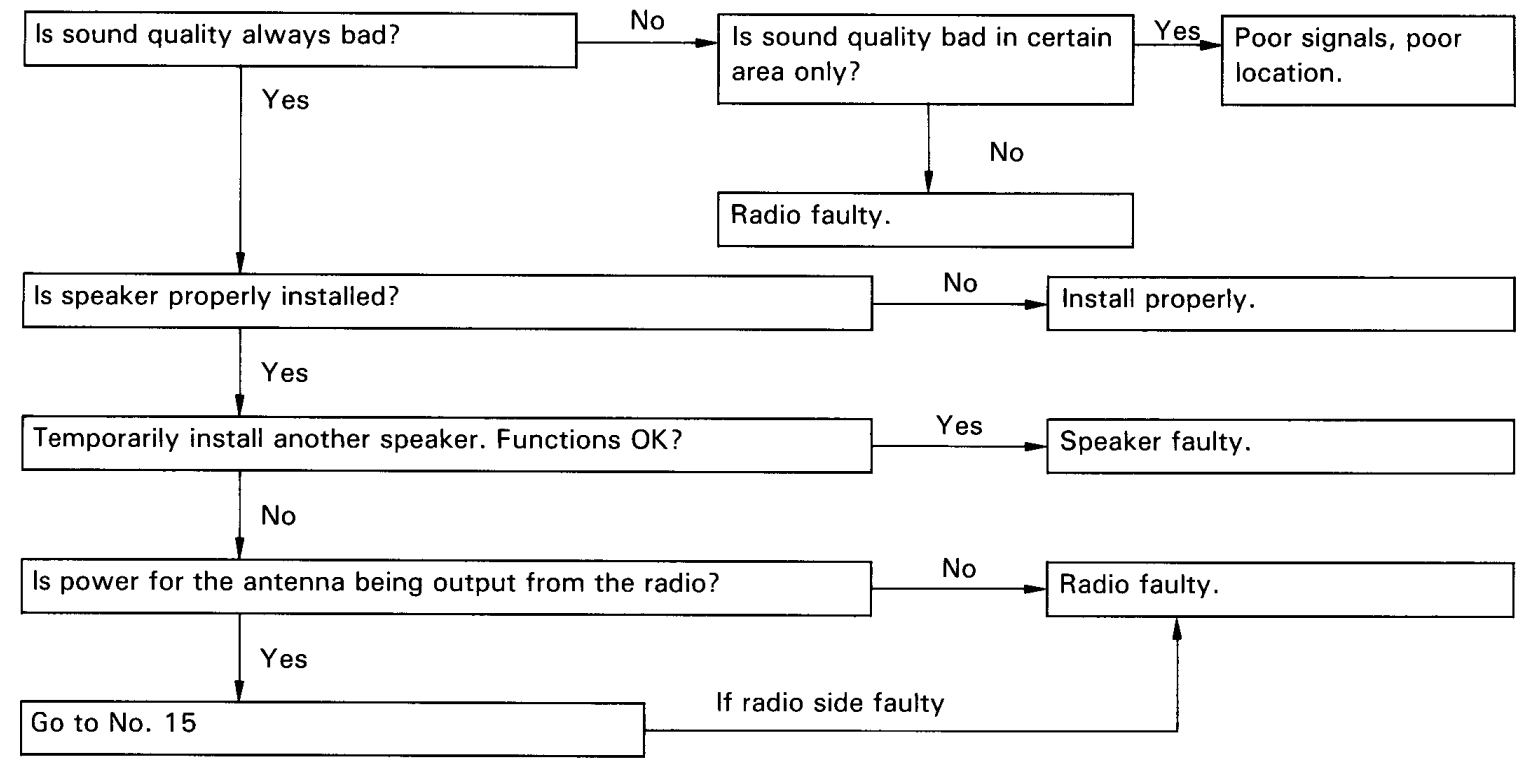 Is sound quality always bad?
No
Is sound quality bad in certain
area only?
Yes
Poor signals, poor
location.
Yes
No
Radio faulty.
Is speaker properly installed?
No
Install properly.
Yes
Temporarily install another speaker. Functions OK?
Yes
Speaker faulty.
No
Is power for the antenna being output from the radio?
No
Radio faulty.
Yes
If radio side faulty
Go to No. 15